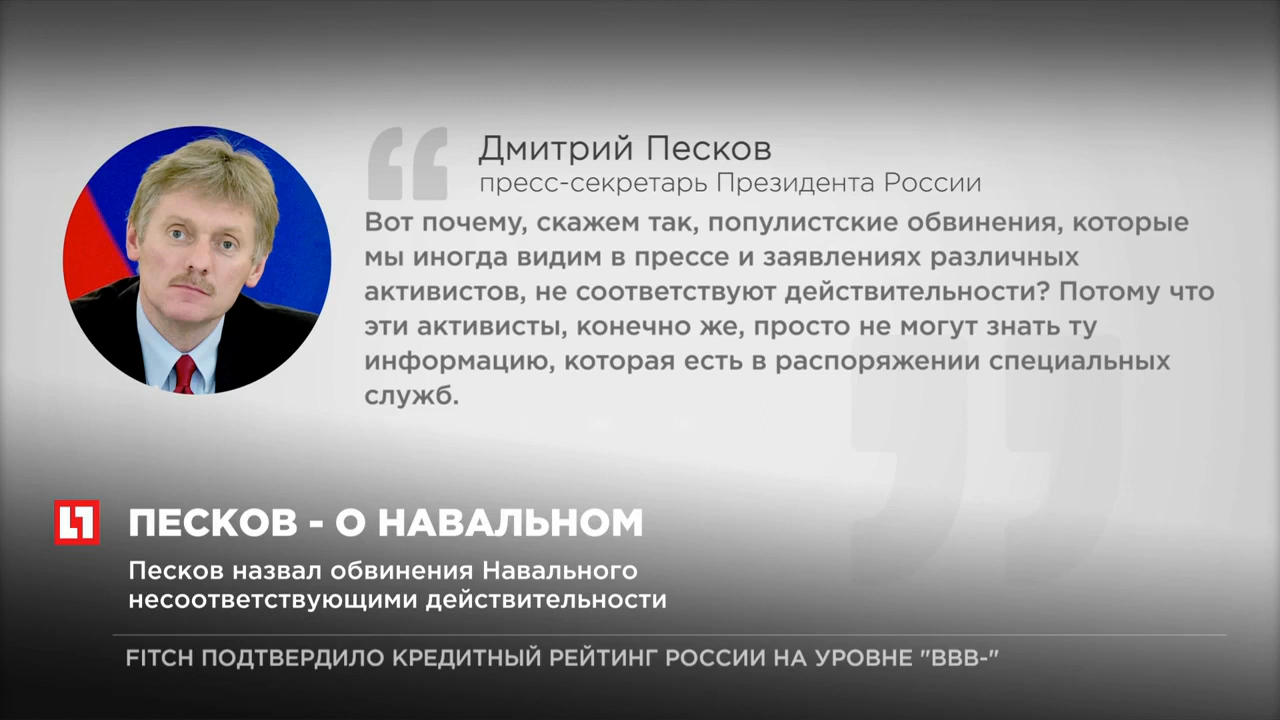 Дмитрий Песков
пресс-секретарь Президента России
Вот почему, скажем так, популистские обвинения, которые
мы иногда видим в прессе и заявлениях различных
активистов, не соответствуют действительности? Потому что
эти активисты, конечно же, просто не могут знать ту
информацию, которая есть в распоряжении специальных
служб.
ПЕСКОВ - О НАВАЛЬНОМ
Песков назвал обвинения Навального
несоответствующими действительности
FITCH ПОДТВЕРДИЛО КРЕДИТНЫЙ РЕЙТИНГ РОССИИ НА УРОВНЕ "BBB-"